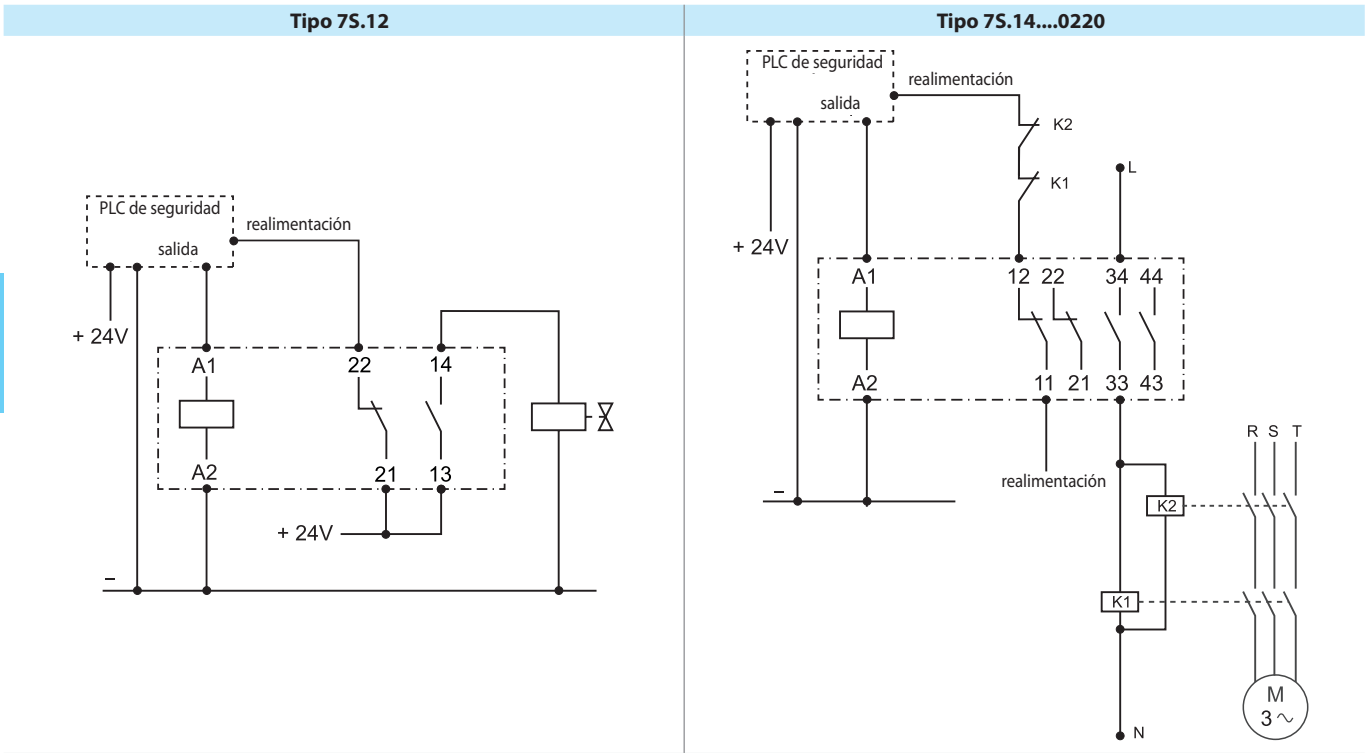 Tipo 7S.12
PLC de seguridad
salida
realimentación
+ 24V
A1
22
14
A2
21
13
+ 24V
–
Tipo 7S.14....0220
PLC de seguridad
realimentación
salida
K2
K1
L
+ 24V
A1
12 22
34 44
A2
11 21 33 43
realimentación
–
R S T
K2
K1
M
3 ~
N